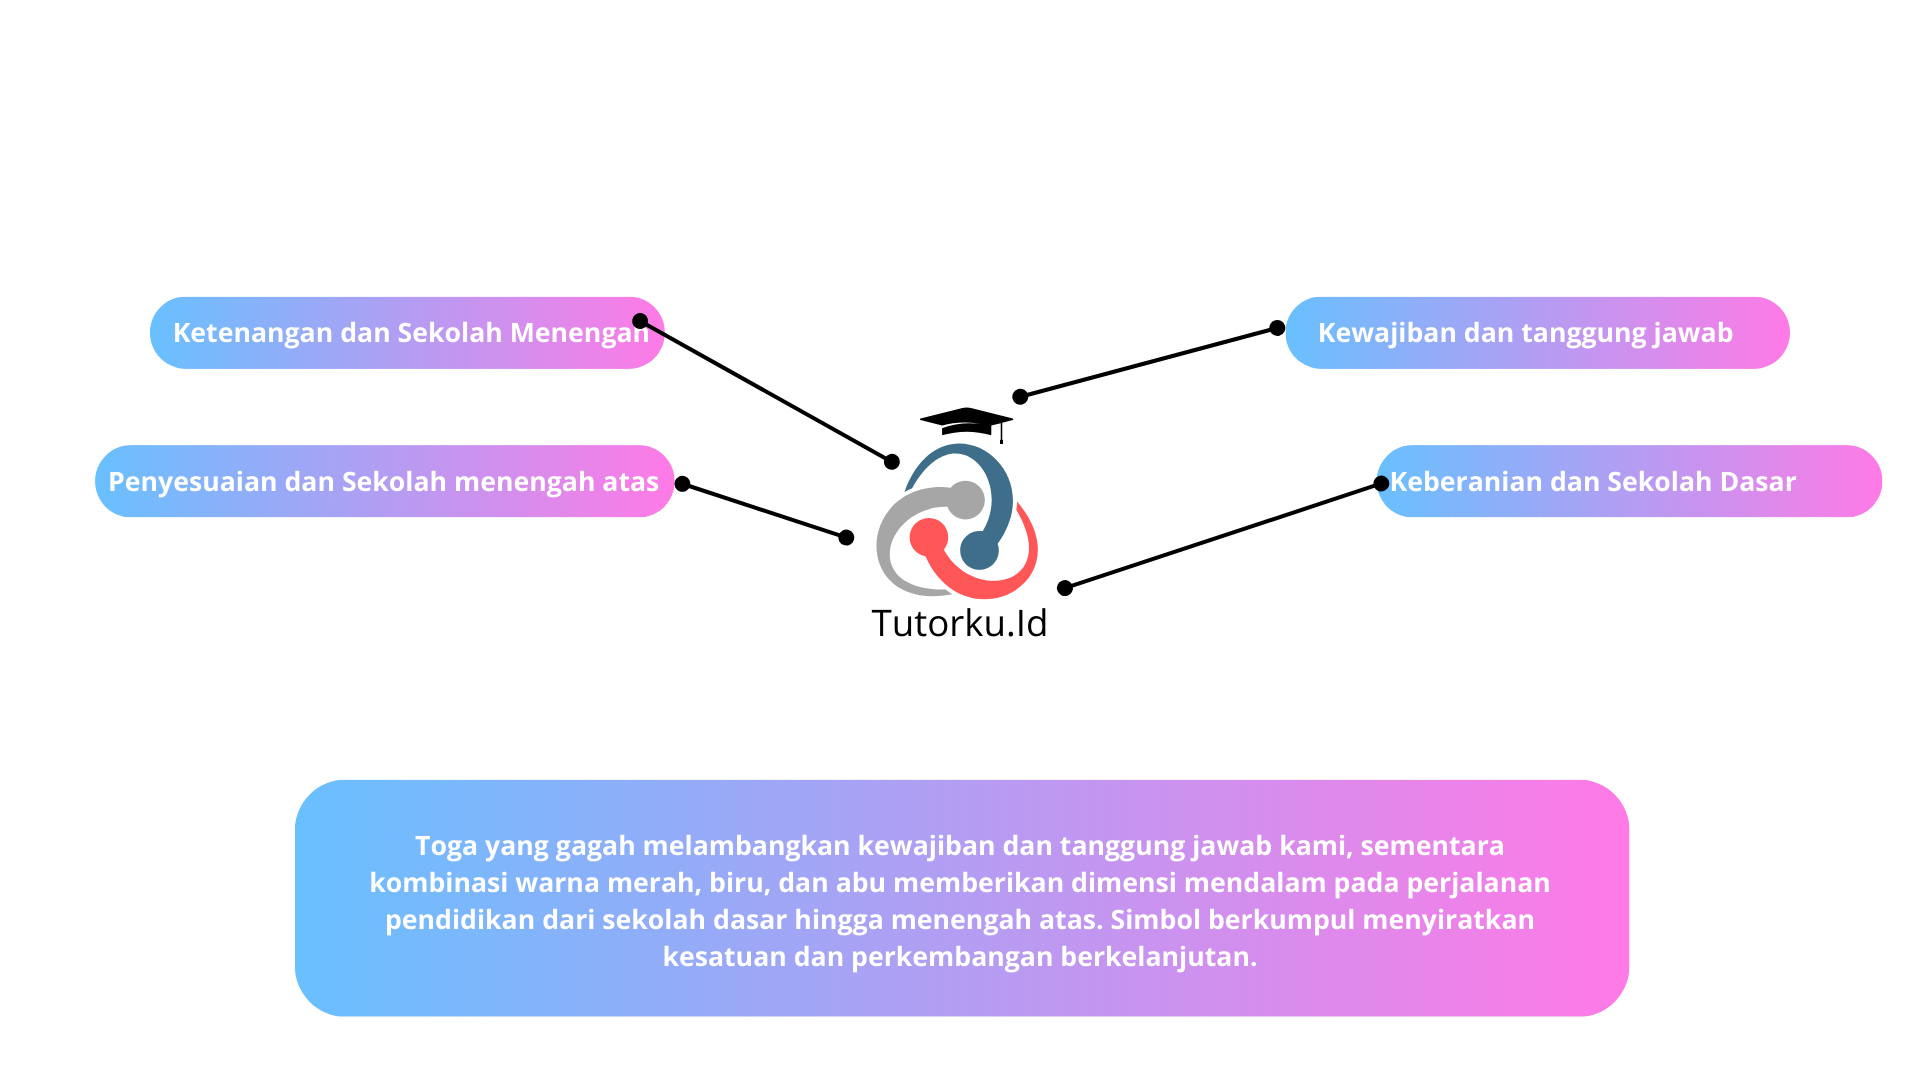 Ketenangan dan Sekolah Menengah
Kewajiban dan tanggung jawab
Penyesuaian dan Sekolah menengah atas
Keberanian dan Sekolah Dasar
Tutorku.Id
Toga yang gagah melambangkan kewajiban dan tanggung jawab kami, sementara
kombinasi warna merah, biru, dan abu memberikan dimensi mendalam pada perjalanan
pendidikan dari sekolah dasar hingga menengah atas. Simbol berkumpul menyiratkan
kesatuan dan perkembangan berkelanjutan.